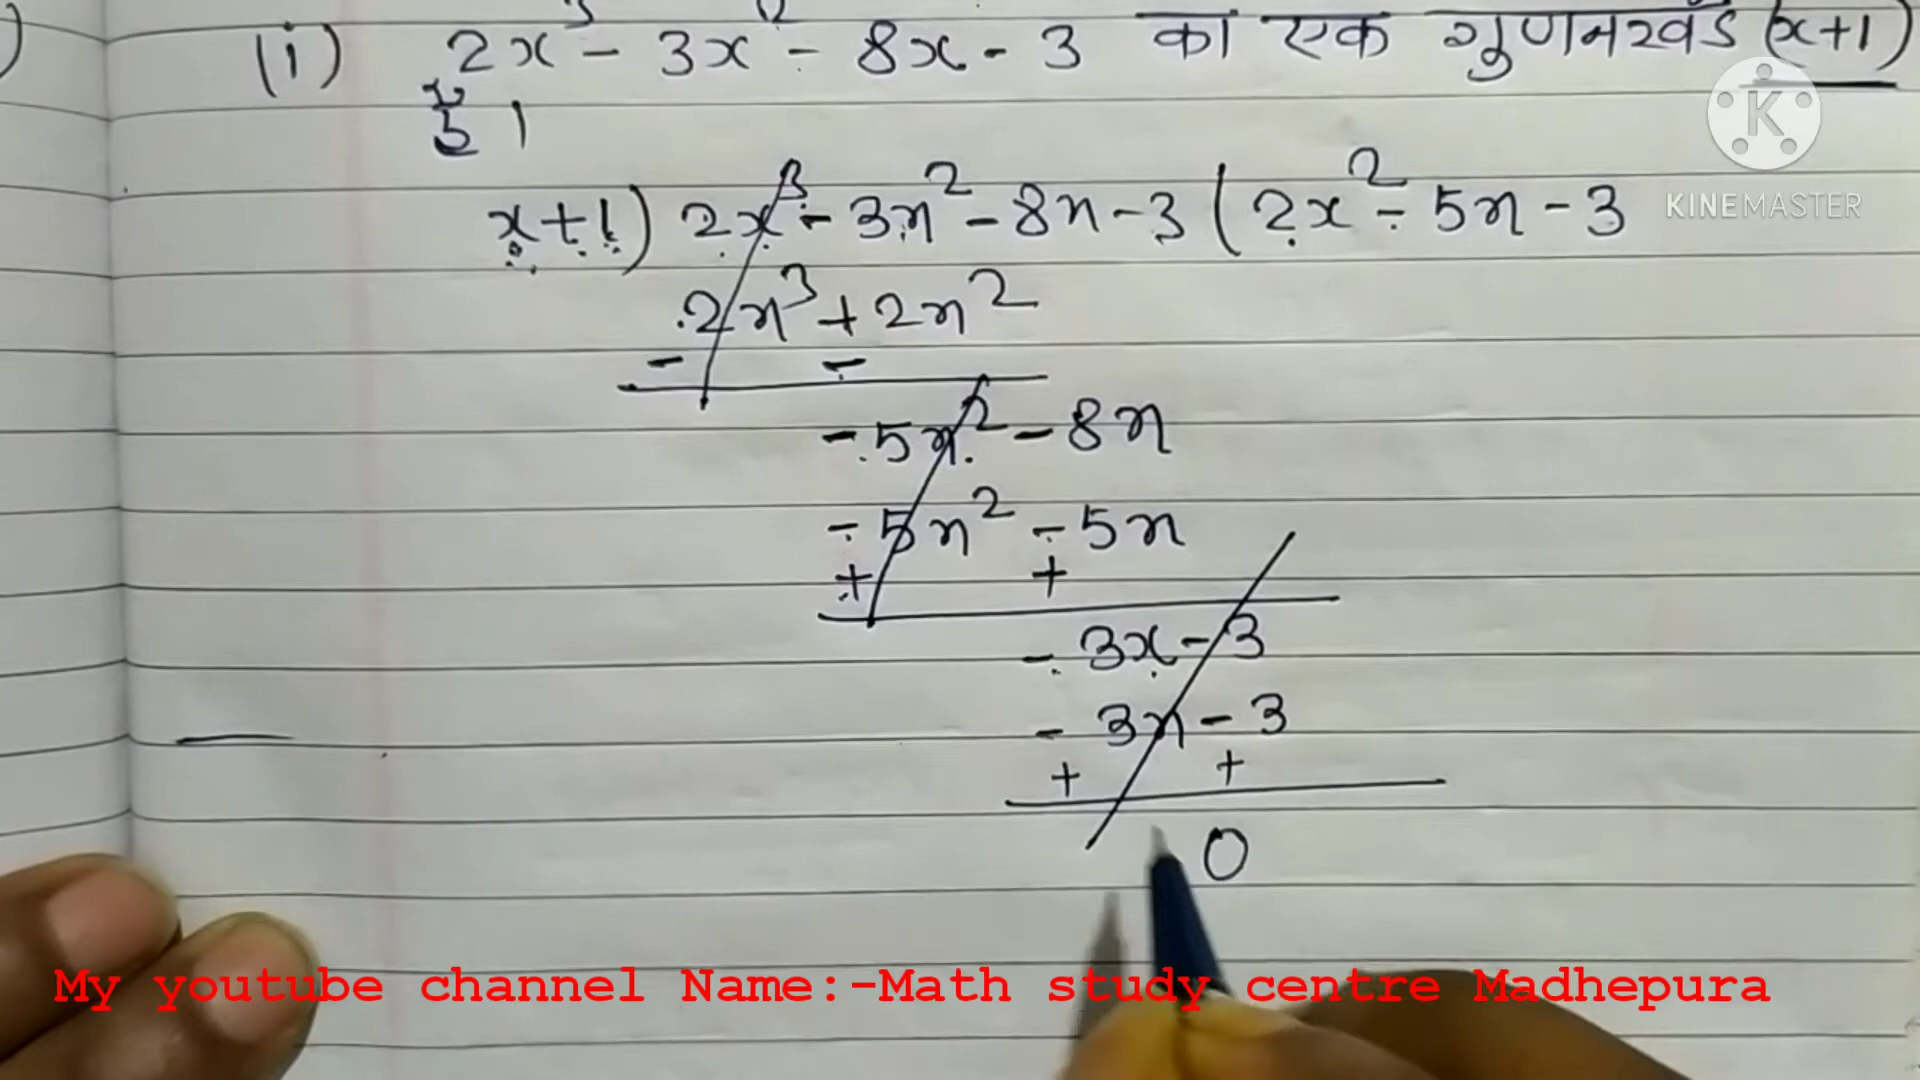 (i) 2x³ - 3x² - 8x - 3 का एक गुणनखंड (x+1)
है।
x+1) 2x³ - 3x² - 8x - 3 ( 2x² - 5x - 3
2x³ + 2x²
- -
- 5x² - 8x
- 5x² - 5x
+ +
- 3x - 3
- 3x - 3
+ +
0
K
KINEMASTER
My youtube channel Name:-Math study centre Madhepura